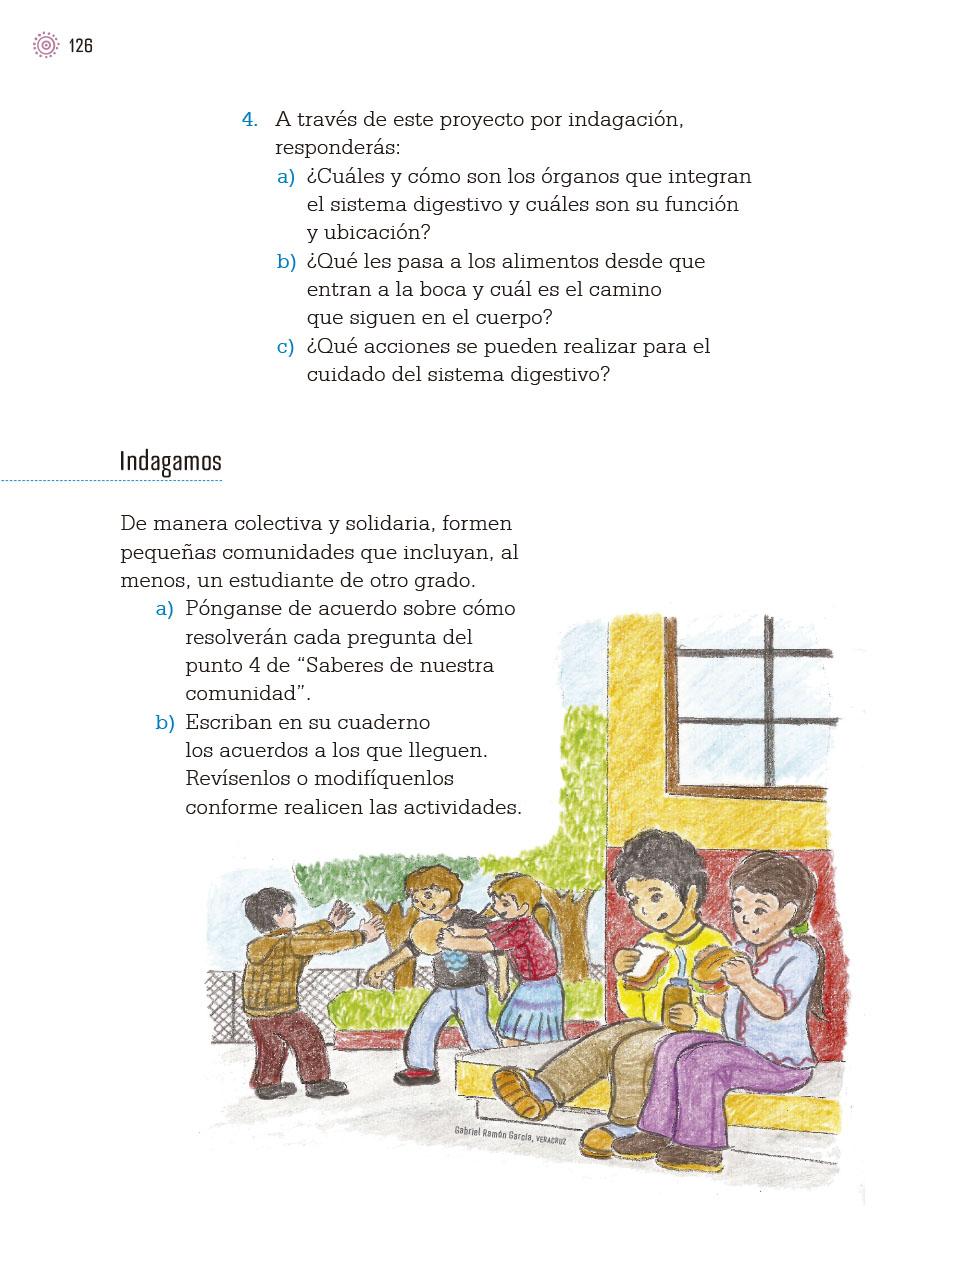 126
4. A través de este proyecto por indagación,
responderás:
a) ¿Cuáles y cómo son los órganos que integran
el sistema digestivo y cuáles son su función
y ubicación?
b) ¿Qué les pasa a los alimentos desde que
entran a la boca y cuál es el camino
que siguen en el cuerpo?
c) ¿Qué acciones se pueden realizar para el
cuidado del sistema digestivo?
Indagamos
De manera colectiva y solidaria, formen
pequeñas comunidades que incluyan, al
menos, un estudiante de otro grado.
a) Pónganse de acuerdo sobre cómo
resolverán cada pregunta del
punto 4 de “Saberes de nuestra
comunidad”.
b) Escriban en su cuaderno
los acuerdos a los que lleguen.
Revísenlos o modifíquenlos
conforme realicen las actividades.
Gabriel Ramón García, VERACRUZ